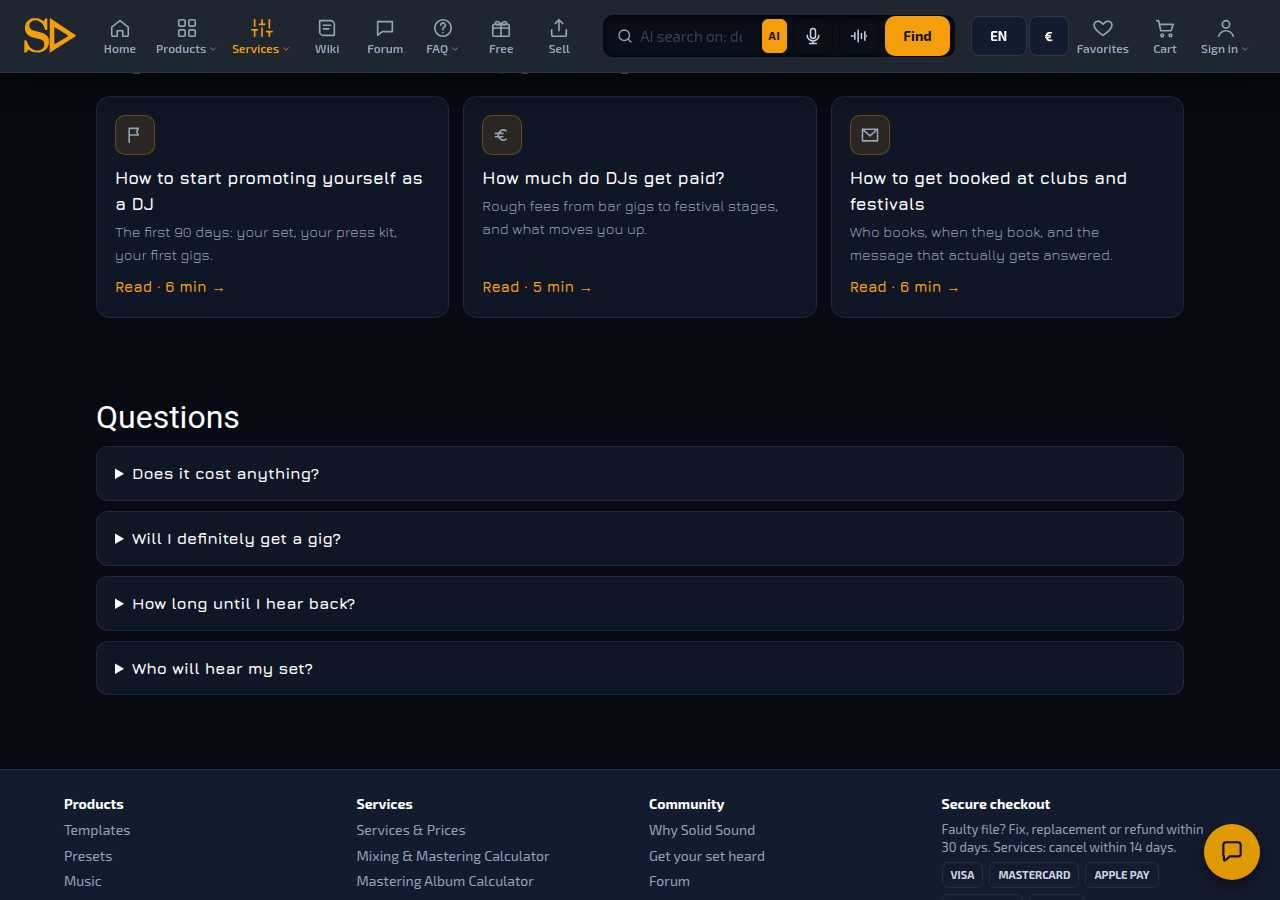 SD
Home
Products
Services
Wiki
Forum
FAQ
Free
Sell
AI search on: de
AI
Find
EN
€
Favorites
Cart
Sign in
How to start promoting yourself as
a DJ
The first 90 days: your set, your press kit,
your first gigs.
Read · 6 min →
€
How much do DJs get paid?
Rough fees from bar gigs to festival stages,
and what moves you up.
Read · 5 min →
How to get booked at clubs and
festivals
Who books, when they book, and the
message that actually gets answered.
Read · 6 min →
Questions
Does it cost anything?
Will I definitely get a gig?
How long until I hear back?
Who will hear my set?
Products
Templates
Presets
Music
Services
Services & Prices
Mixing & Mastering Calculator
Mastering Album Calculator
Community
Why Solid Sound
Get your set heard
Forum
Secure checkout
Faulty file? Fix, replacement or refund within
30 days. Services: cancel within 14 days.
VISA
MASTERCARD
APPLE PAY